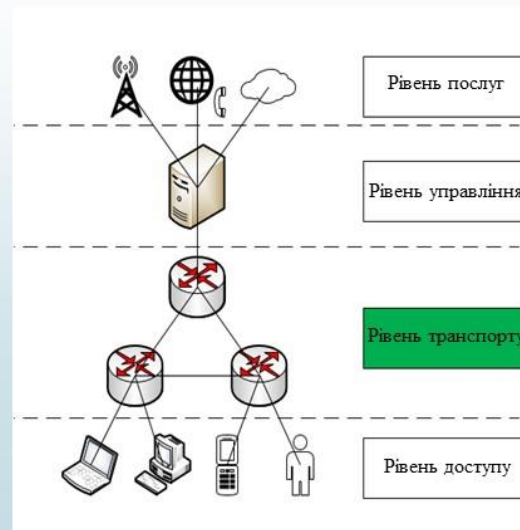 Рівень послуг
Рівень управління
Рівень транспорту
Рівень доступу